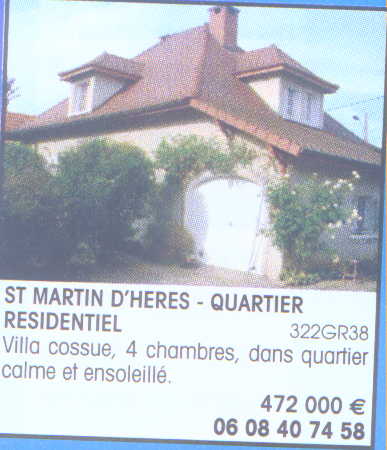 ST MARTIN D'HERES - QUARTIER
RESIDENTIEL 322GR38
Villa cossue, 4 chambres, dans quartier
calme et ensoleillé.
472 000 €
06 08 40 74 58